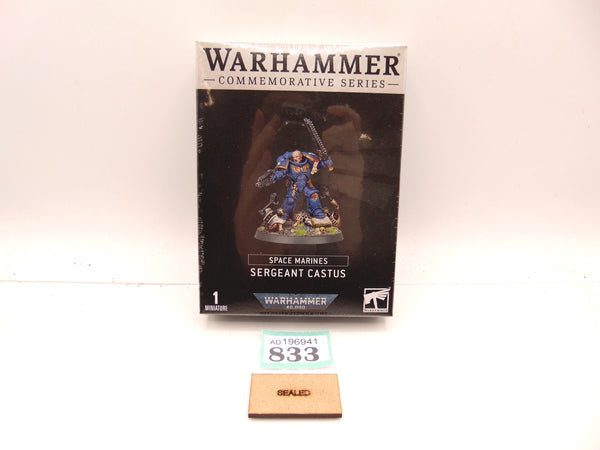 WARHAMMER
COMMEMORATIVE SERIES
SPACE MARINES
SERGEANT CASTUS
1
MINIATURE
WARHAMMER
40,000
AD196941
833
SEALED